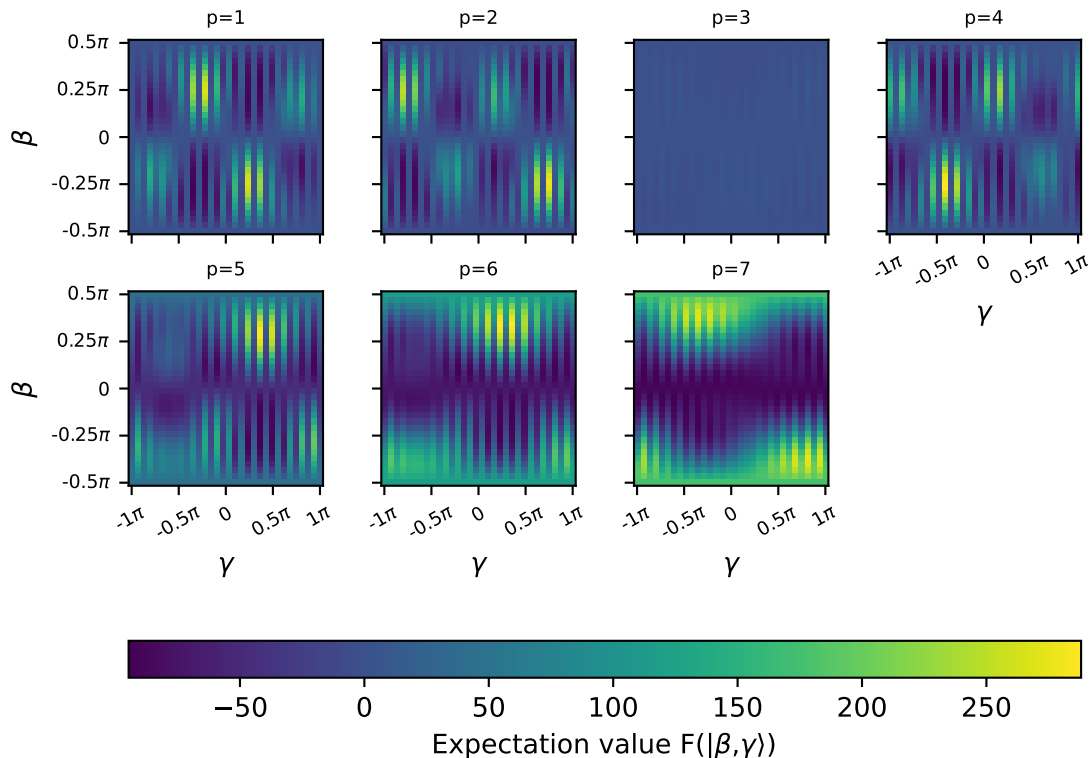 p=1
p=2
p=3
p=4
0.5π
0.25π
0
-0.25π
-0.5π
β
-1π
-0.5π
0
0.5π
1π
γ
p=5
p=6
p=7
0.5π
0.25π
0
-0.25π
-0.5π
β
-1π
-0.5π
0
0.5π
1π
-1π
-0.5π
0
0.5π
1π
-1π
-0.5π
0
0.5π
1π
γ
γ
γ
−50
0
50
100
150
200
250
Expectation value F(|β,γ⟩)